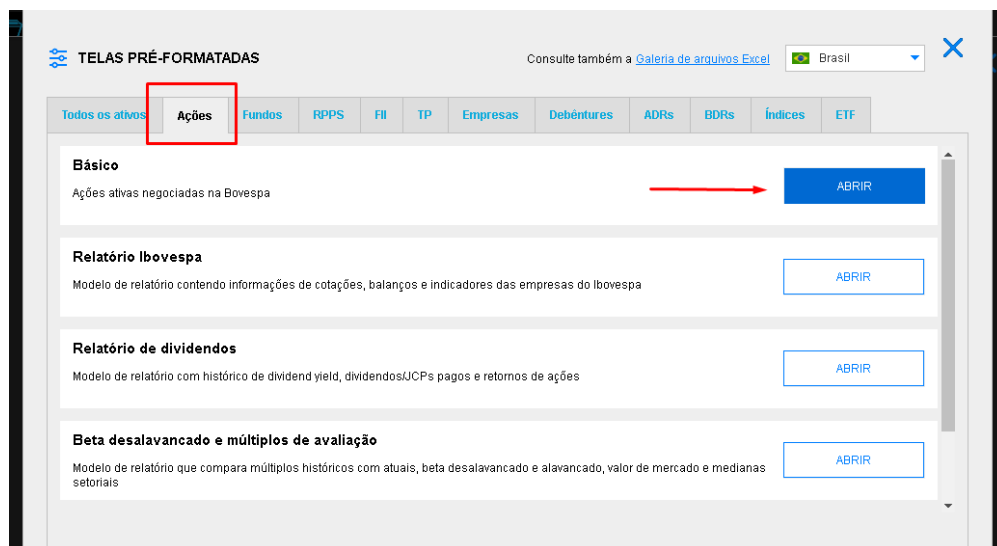 TELAS PRÉ-FORMATADAS
Consulte também a Galeria de arquivos Excel
Brasil
Todos os ativos Ações Fundos RPPS FII TP Empresas Debêntures ADRs BDRs Índices ETF
Básico
Ações ativas negociadas na Bovespa
ABRIR
Relatório Ibovespa
Modelo de relatório contendo informações de cotações, balanços e indicadores das empresas do Ibovespa
ABRIR
Relatório de dividendos
Modelo de relatório com histórico de dividend yield, dividendos/JCPs pagos e retornos de ações
ABRIR
Beta desalavancado e múltiplos de avaliação
Modelo de relatório que compara múltiplos históricos com atuais, beta desalavancado e alavancado, valor de mercado e medianas
setoriais
ABRIR